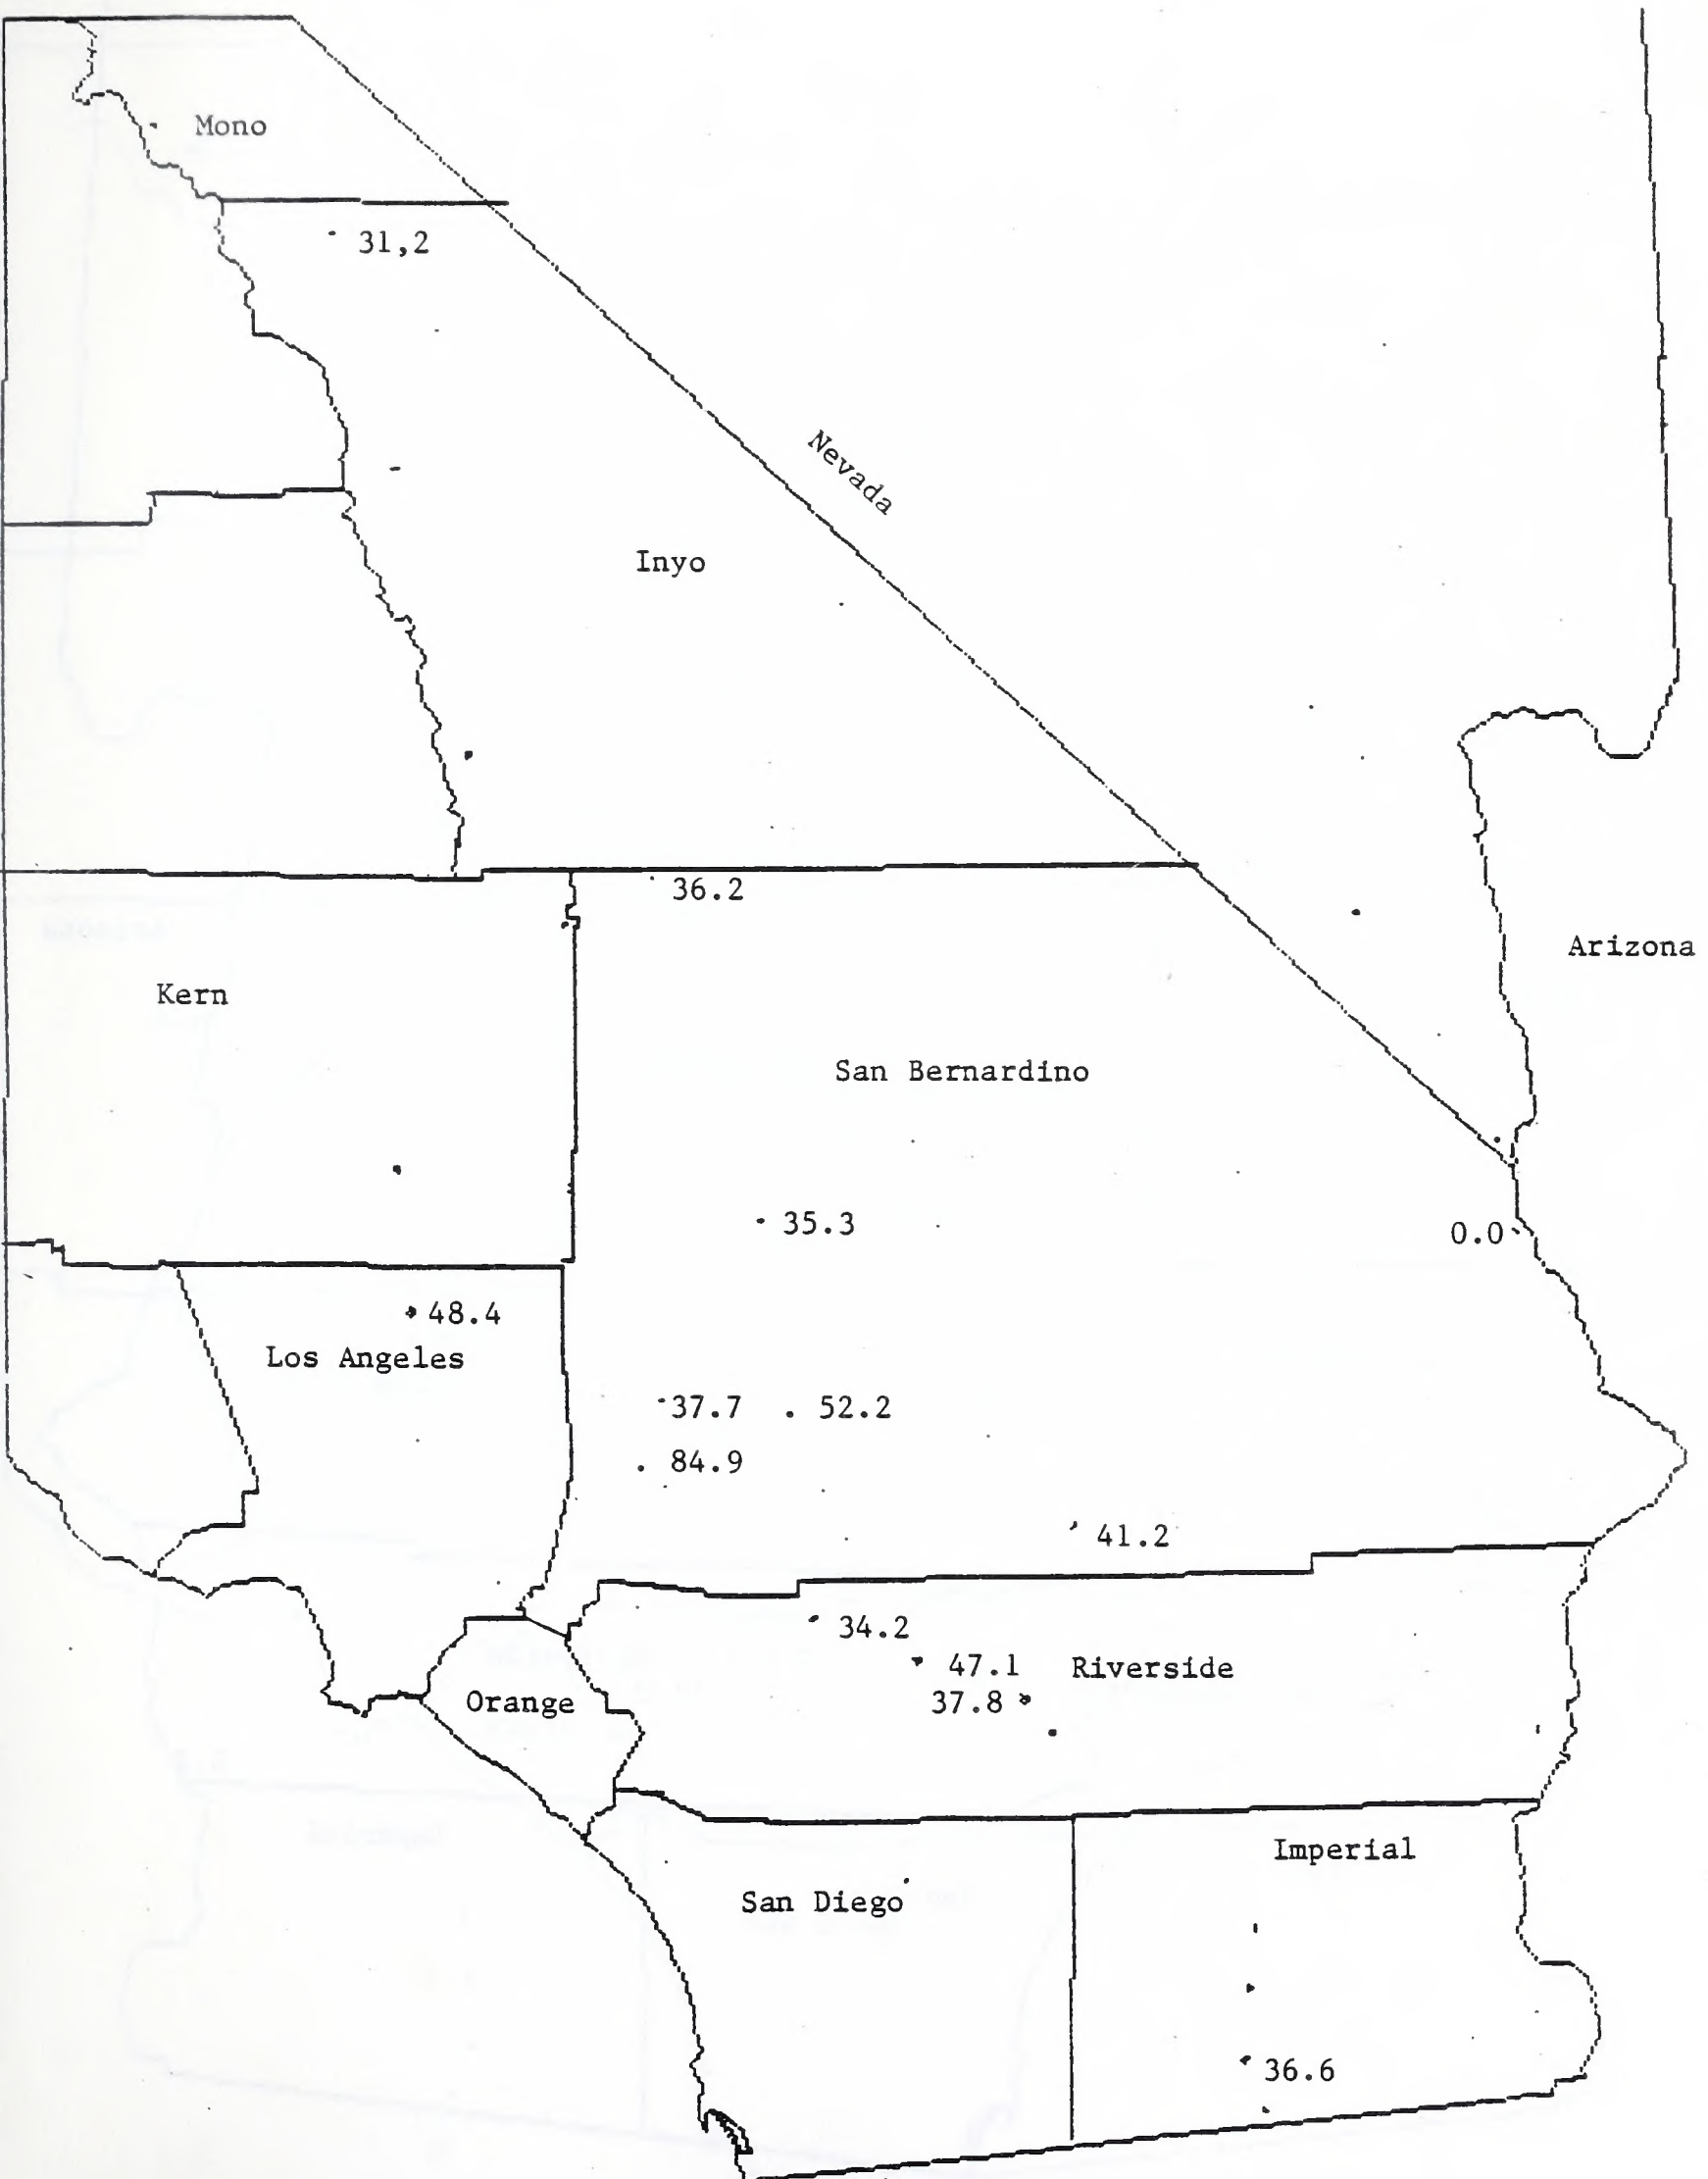 Mono
31,2
Nevada
Inyo
36.2
Arizona
Kern
San Bernardino
35.3
0.0
48.4
Los Angeles
37.7 . 52.2
. 84.9
41.2
34.2
47.1 Riverside
37.8
Orange
Imperial
San Diego
36.6